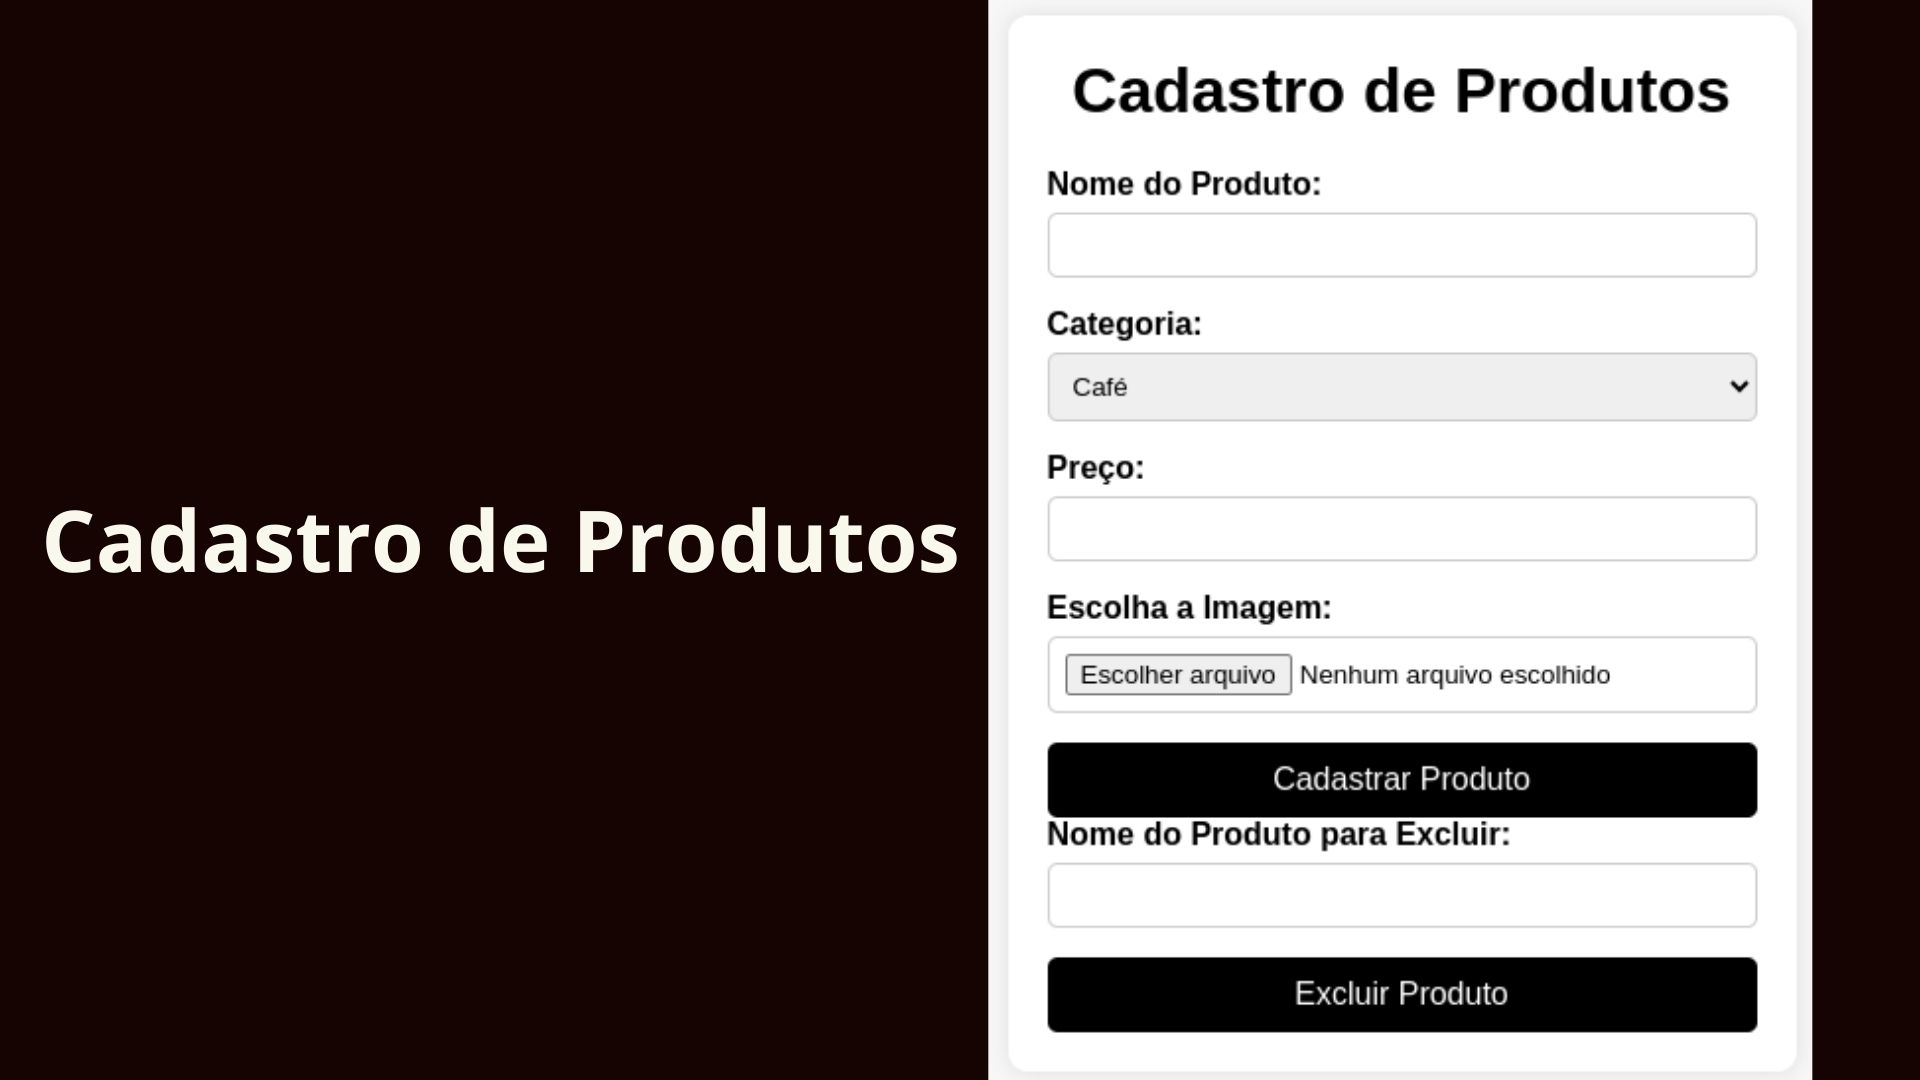 Cadastro de Produtos
Cadastro de Produtos
Nome do Produto:
Categoria:
Café
Preço:
Escolha a Imagem:
Escolher arquivo Nenhum arquivo escolhido
Cadastrar Produto
Nome do Produto para Excluir:
Excluir Produto